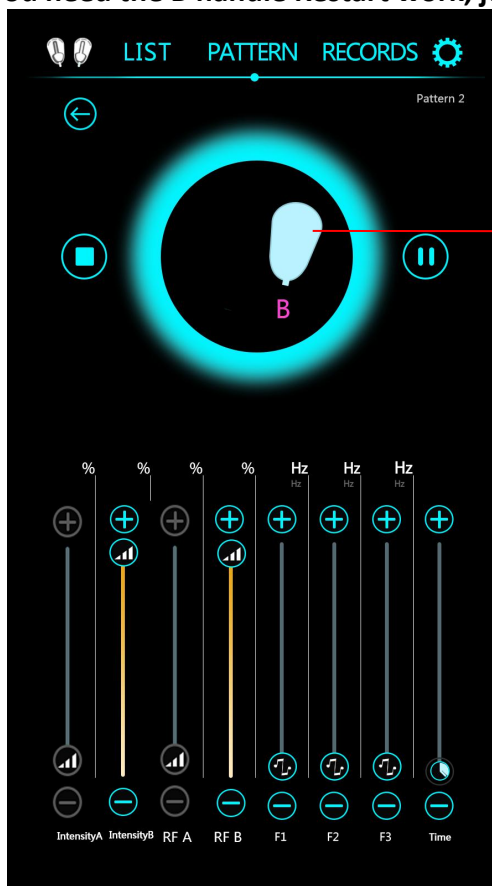 LIST PATTERN RECORDS
Pattern 2
B
% % % % Hz Hz Hz
Hz Hz Hz
IntensityA IntensityB RF A RF B F1 F2 F3 Time